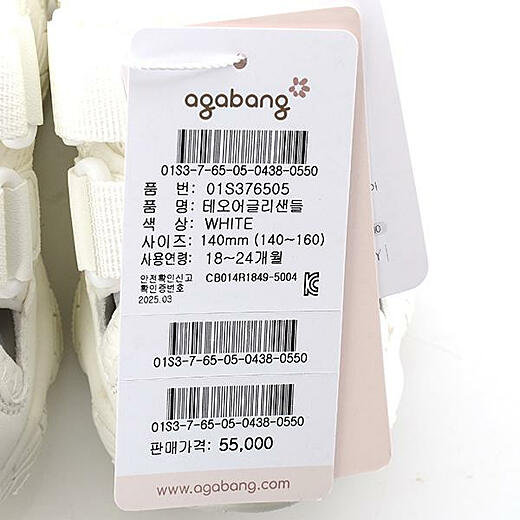 agabang
01S3-7-65-05-0438-0550
품 번: 01S376505
품 명: 테오어글리샌들
색 상: WHITE
사이즈: 140mm (140~160)
사용연령: 18~24개월
안전확인신고
확인증번호 CB014R1849-5004
2025.03
agabang
01S3-7-65-05-0438-0550
01S3-7-65-05-0438-0550
판매가격: 55,000
www.agabang.com